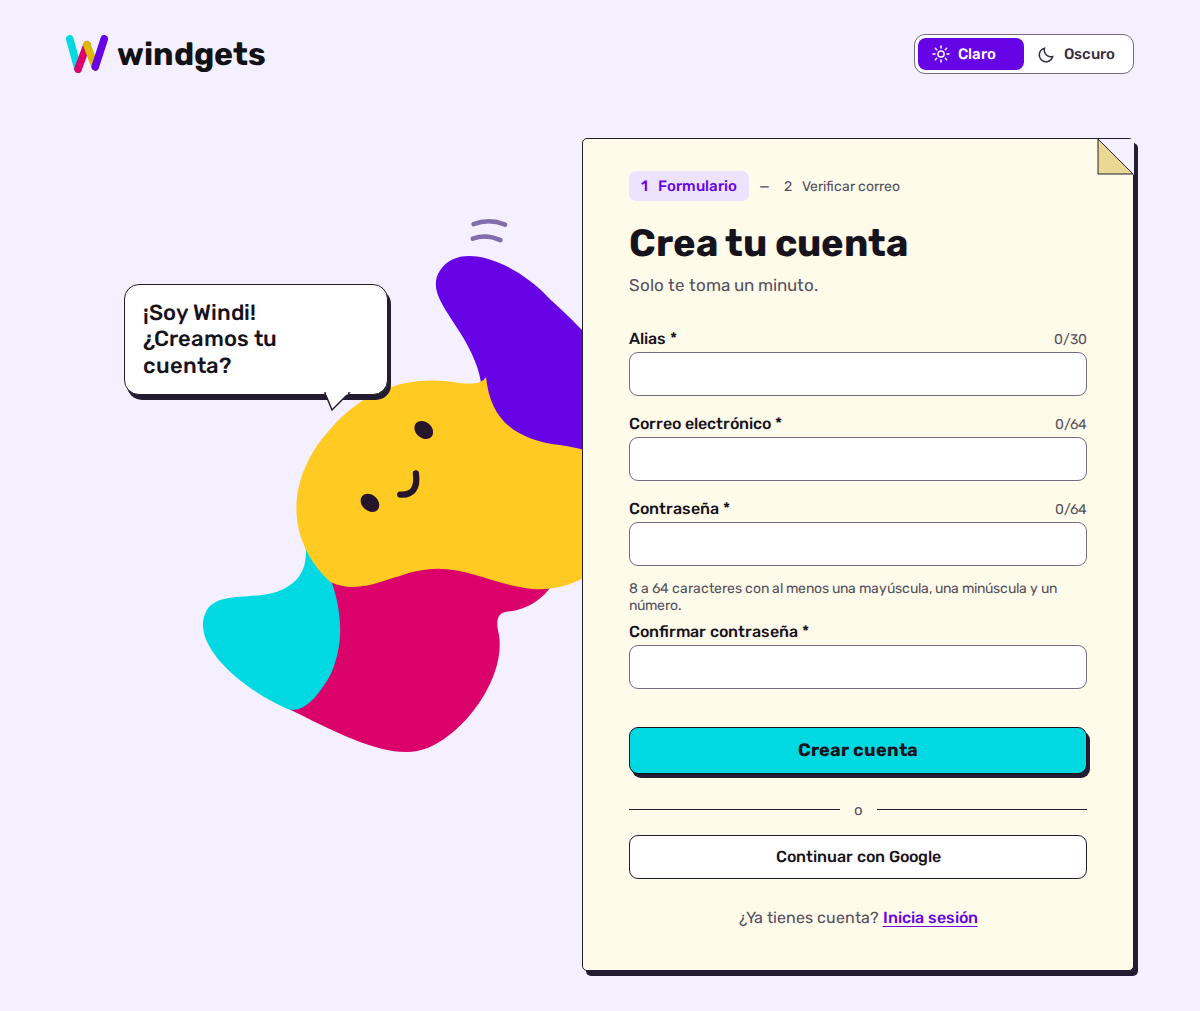 windgets
Claro
Oscuro
1 Formulario – 2 Verificar correo
Crea tu cuenta
Solo te toma un minuto.
¡Soy Windi!
¿Creamos tu
cuenta?
Alias * 0/30
Correo electrónico * 0/64
Contraseña * 0/64
8 a 64 caracteres con al menos una mayúscula, una minúscula y un
número.
Confirmar contraseña *
Crear cuenta
o
Continuar con Google
¿Ya tienes cuenta? Inicia sesión